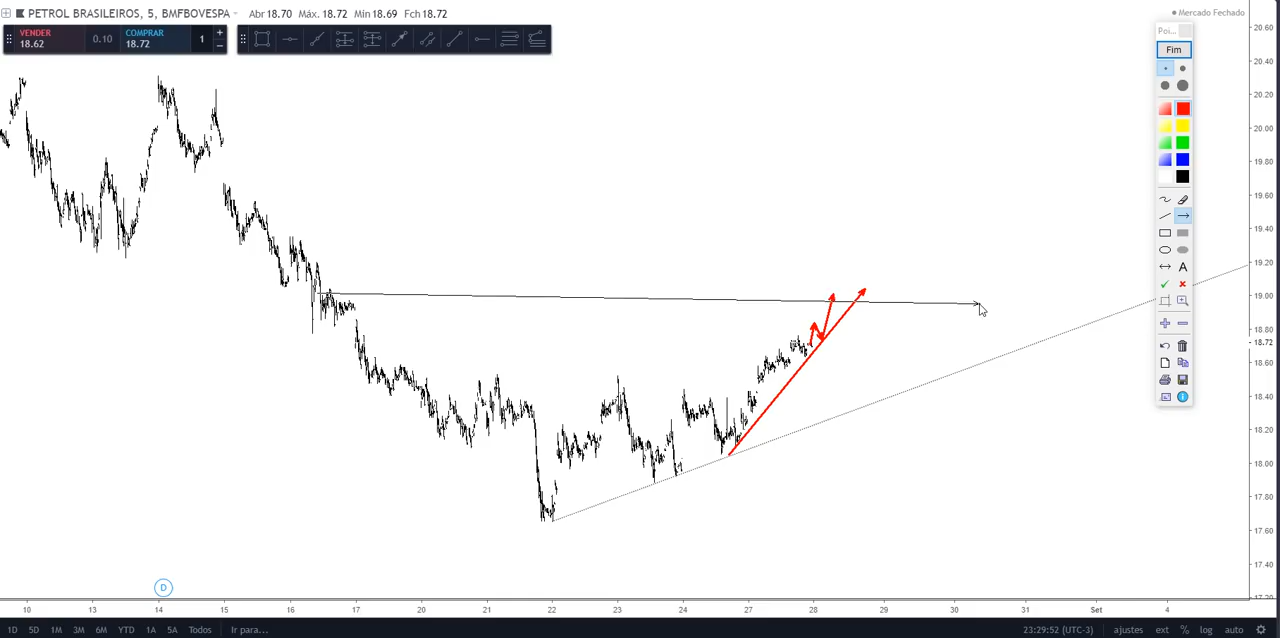 PETROL BRASILEIROS, 5, BMFBOVESPA Abr 18.70 Máx. 18.72 Mín 18.69 Fch 18.72
Mercado Fechado
VENDER
18.62
0.10
COMPRAR
18.72
1
+
−
Poi...
Fim
A
20.60
20.40
20.20
20.00
19.80
19.60
19.40
19.20
19.00
18.80
18.72
18.60
18.40
18.20
18.00
17.80
17.60
17.40
17.20
D
10 13 14 15 16 17 20 21 22 23 24 27 28 29 30 31 Set 4
1D 5D 1M 3M 6M YTD 1A 5A Todos Ir para... 23:29:52 (UTC-3) ajustes ext % log auto